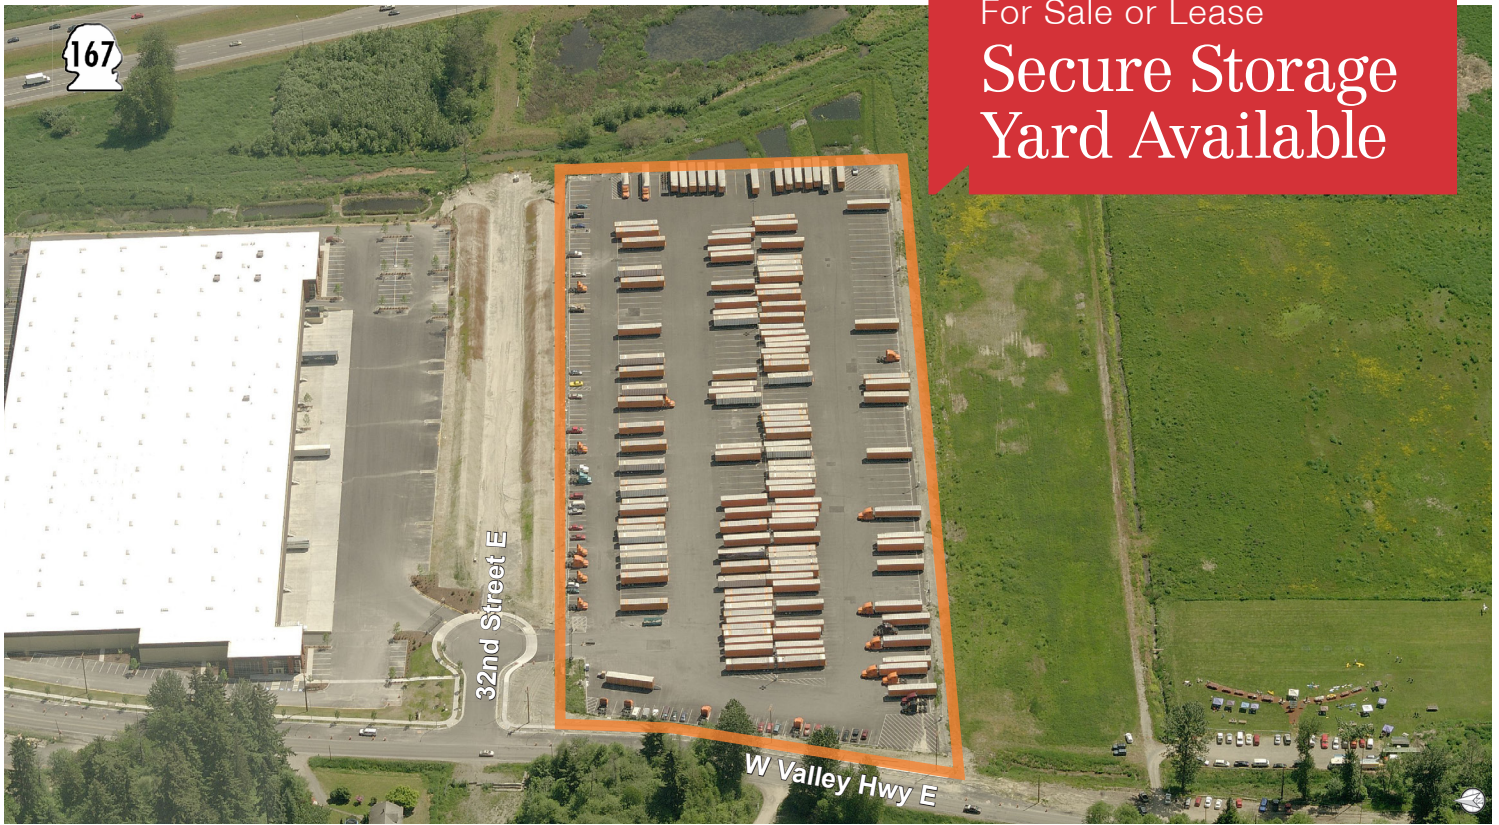 For Sale or Lease
Secure Storage
Yard Available
167
32nd Street E
W Valley Hwy E